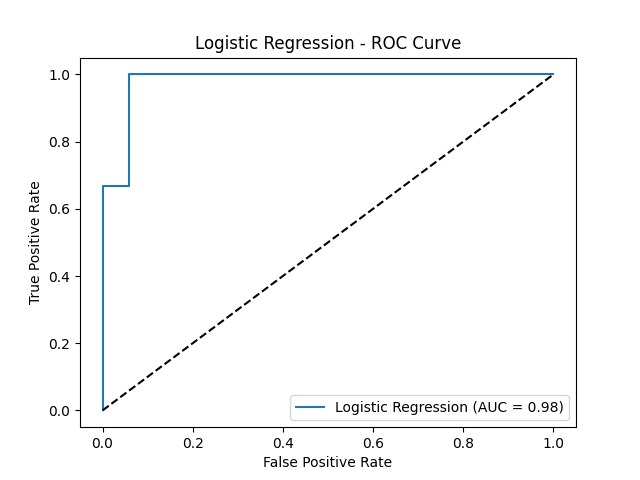 Logistic Regression - ROC Curve
True Positive Rate
1.0
0.8
0.6
0.4
0.2
0.0
Logistic Regression (AUC = 0.98)
0.0 0.2 0.4 0.6 0.8 1.0
False Positive Rate